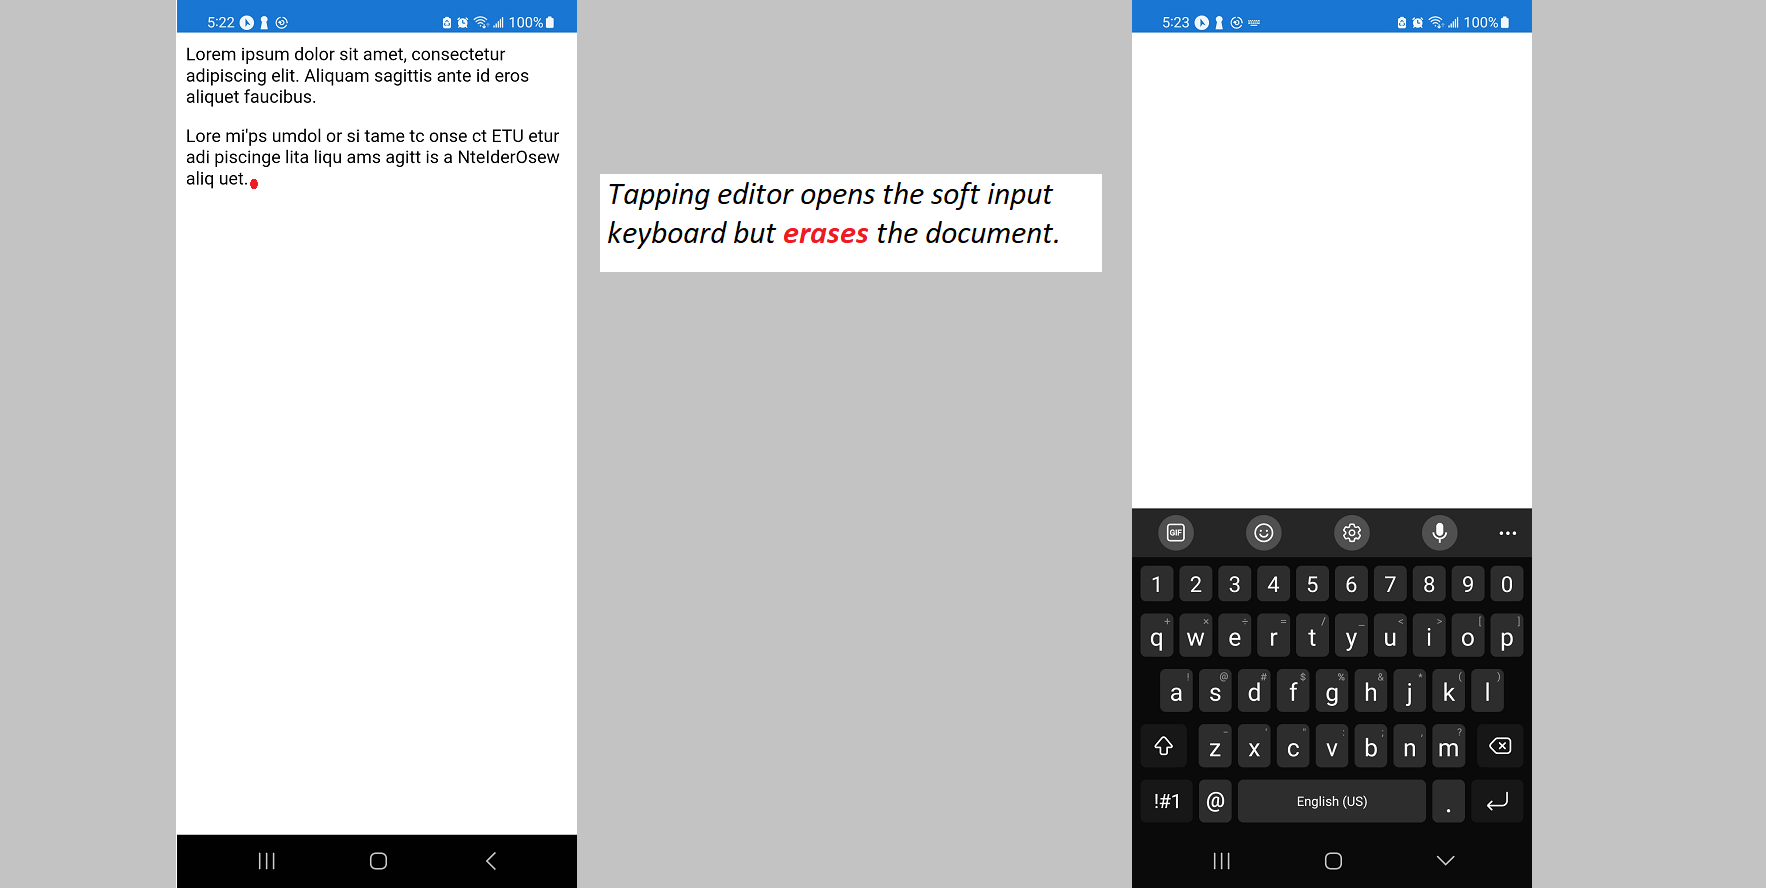 5:22 100%
Lorem ipsum dolor sit amet, consectetur
adipiscing elit. Aliquam sagittis ante id eros
aliquet faucibus.
Lore mi'ps umdol or si tame tc onse ct ETU etur
adi piscinge lita liqu ams agitt is a NtelderOsew
aliq uet.
Tapping editor opens the soft input
keyboard but erases the document.
5:23 100%
GIF
1 2 3 4 5 6 7 8 9 0
+ × ÷ = / _ < > [ ]
q w e r t y u i o p
! @ # $ % & * ( )
a s d f g h j k l
- ' " : ; , ?
z x c v b n m
!#1 @ English (US) .